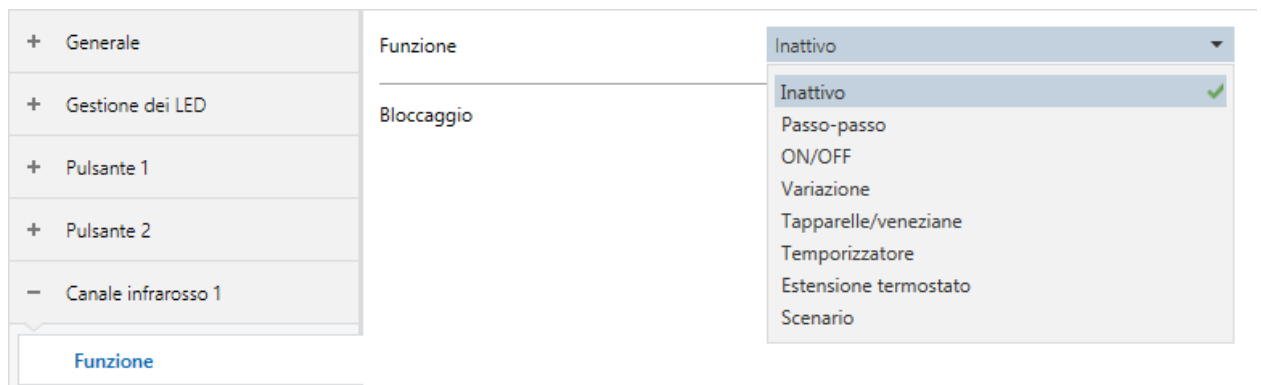 Generale
Gestione dei LED
Pulsante 1
Pulsante 2
Canale infrarosso 1
Funzione
Funzione
Inattivo
Bloccaggio
Inattivo
Passo-passo
ON/OFF
Variazione
Tapparelle/veneziane
Temporizzatore
Estensione termostato
Scenario